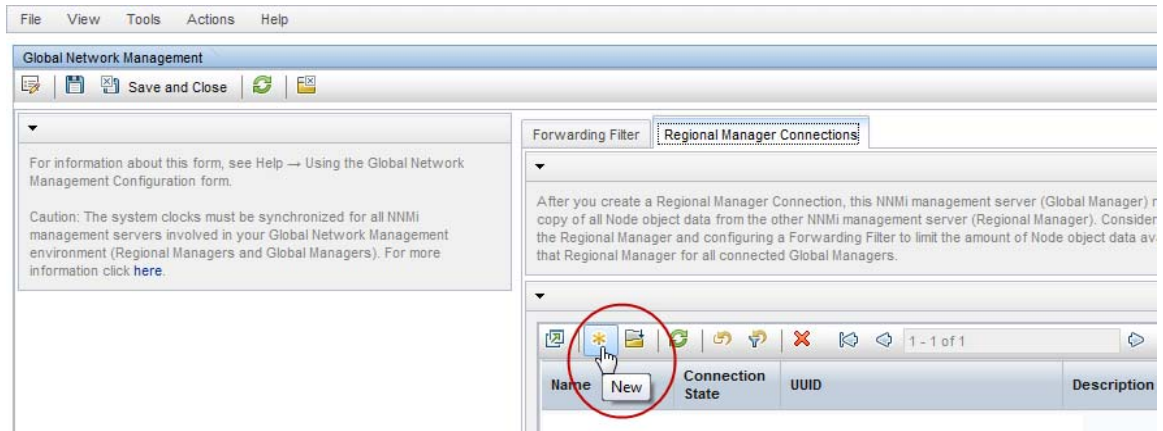 File View Tools Actions Help
Global Network Management
Save and Close
For information about this form, see Help → Using the Global Network
Management Configuration form.
Caution: The system clocks must be synchronized for all NNMi
management servers involved in your Global Network Management
environment (Regional Managers and Global Managers). For more
information click here.
Forwarding Filter Regional Manager Connections
After you create a Regional Manager Connection, this NNMi management server (Global Manager)
copy of all Node object data from the other NNMi management server (Regional Manager). Consider
the Regional Manager and configuring a Forwarding Filter to limit the amount of Node object data
that Regional Manager for all connected Global Managers.
1 - 1 of 1
Name Connection State UUID Description
New